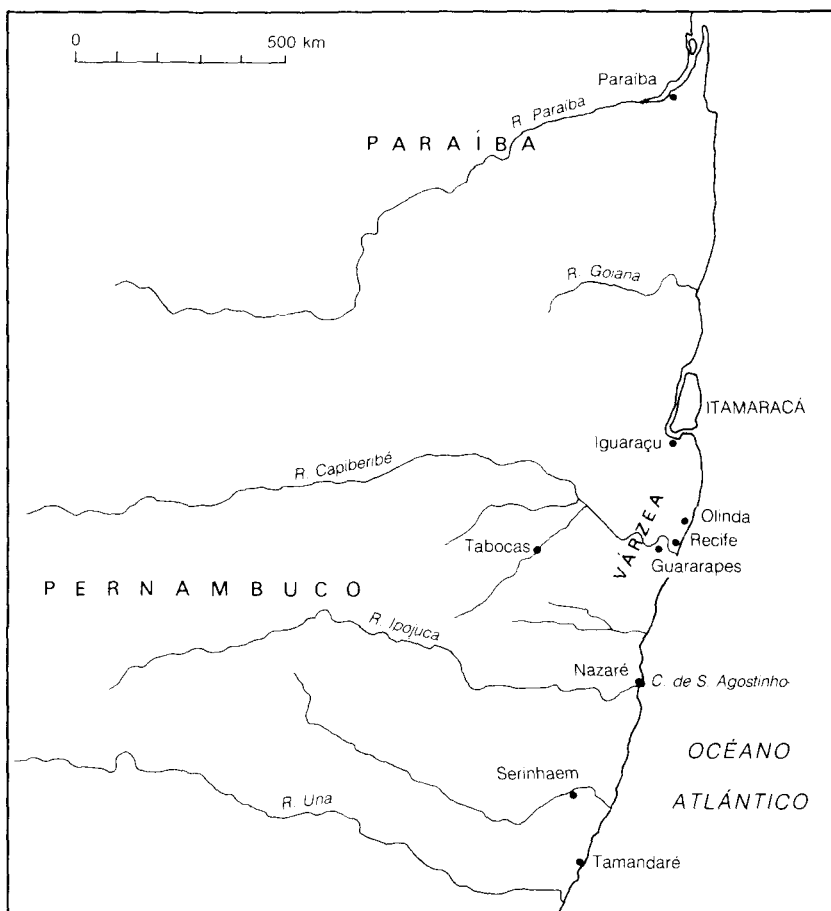 0 500 km
Paraíba
R. Paraíba
PARAÍBA
R. Goiana
ITAMARACÁ
Iguaraçu
R. Capiberibé
Olinda
VÁRZEA
Recife
Tabocas
Guararapes
PERNAMBUCO
R. Ipojuca
Nazaré
C. de S. Agostinho
OCÉANO
ATLÁNTICO
Serinhaem
R. Una
Tamandaré